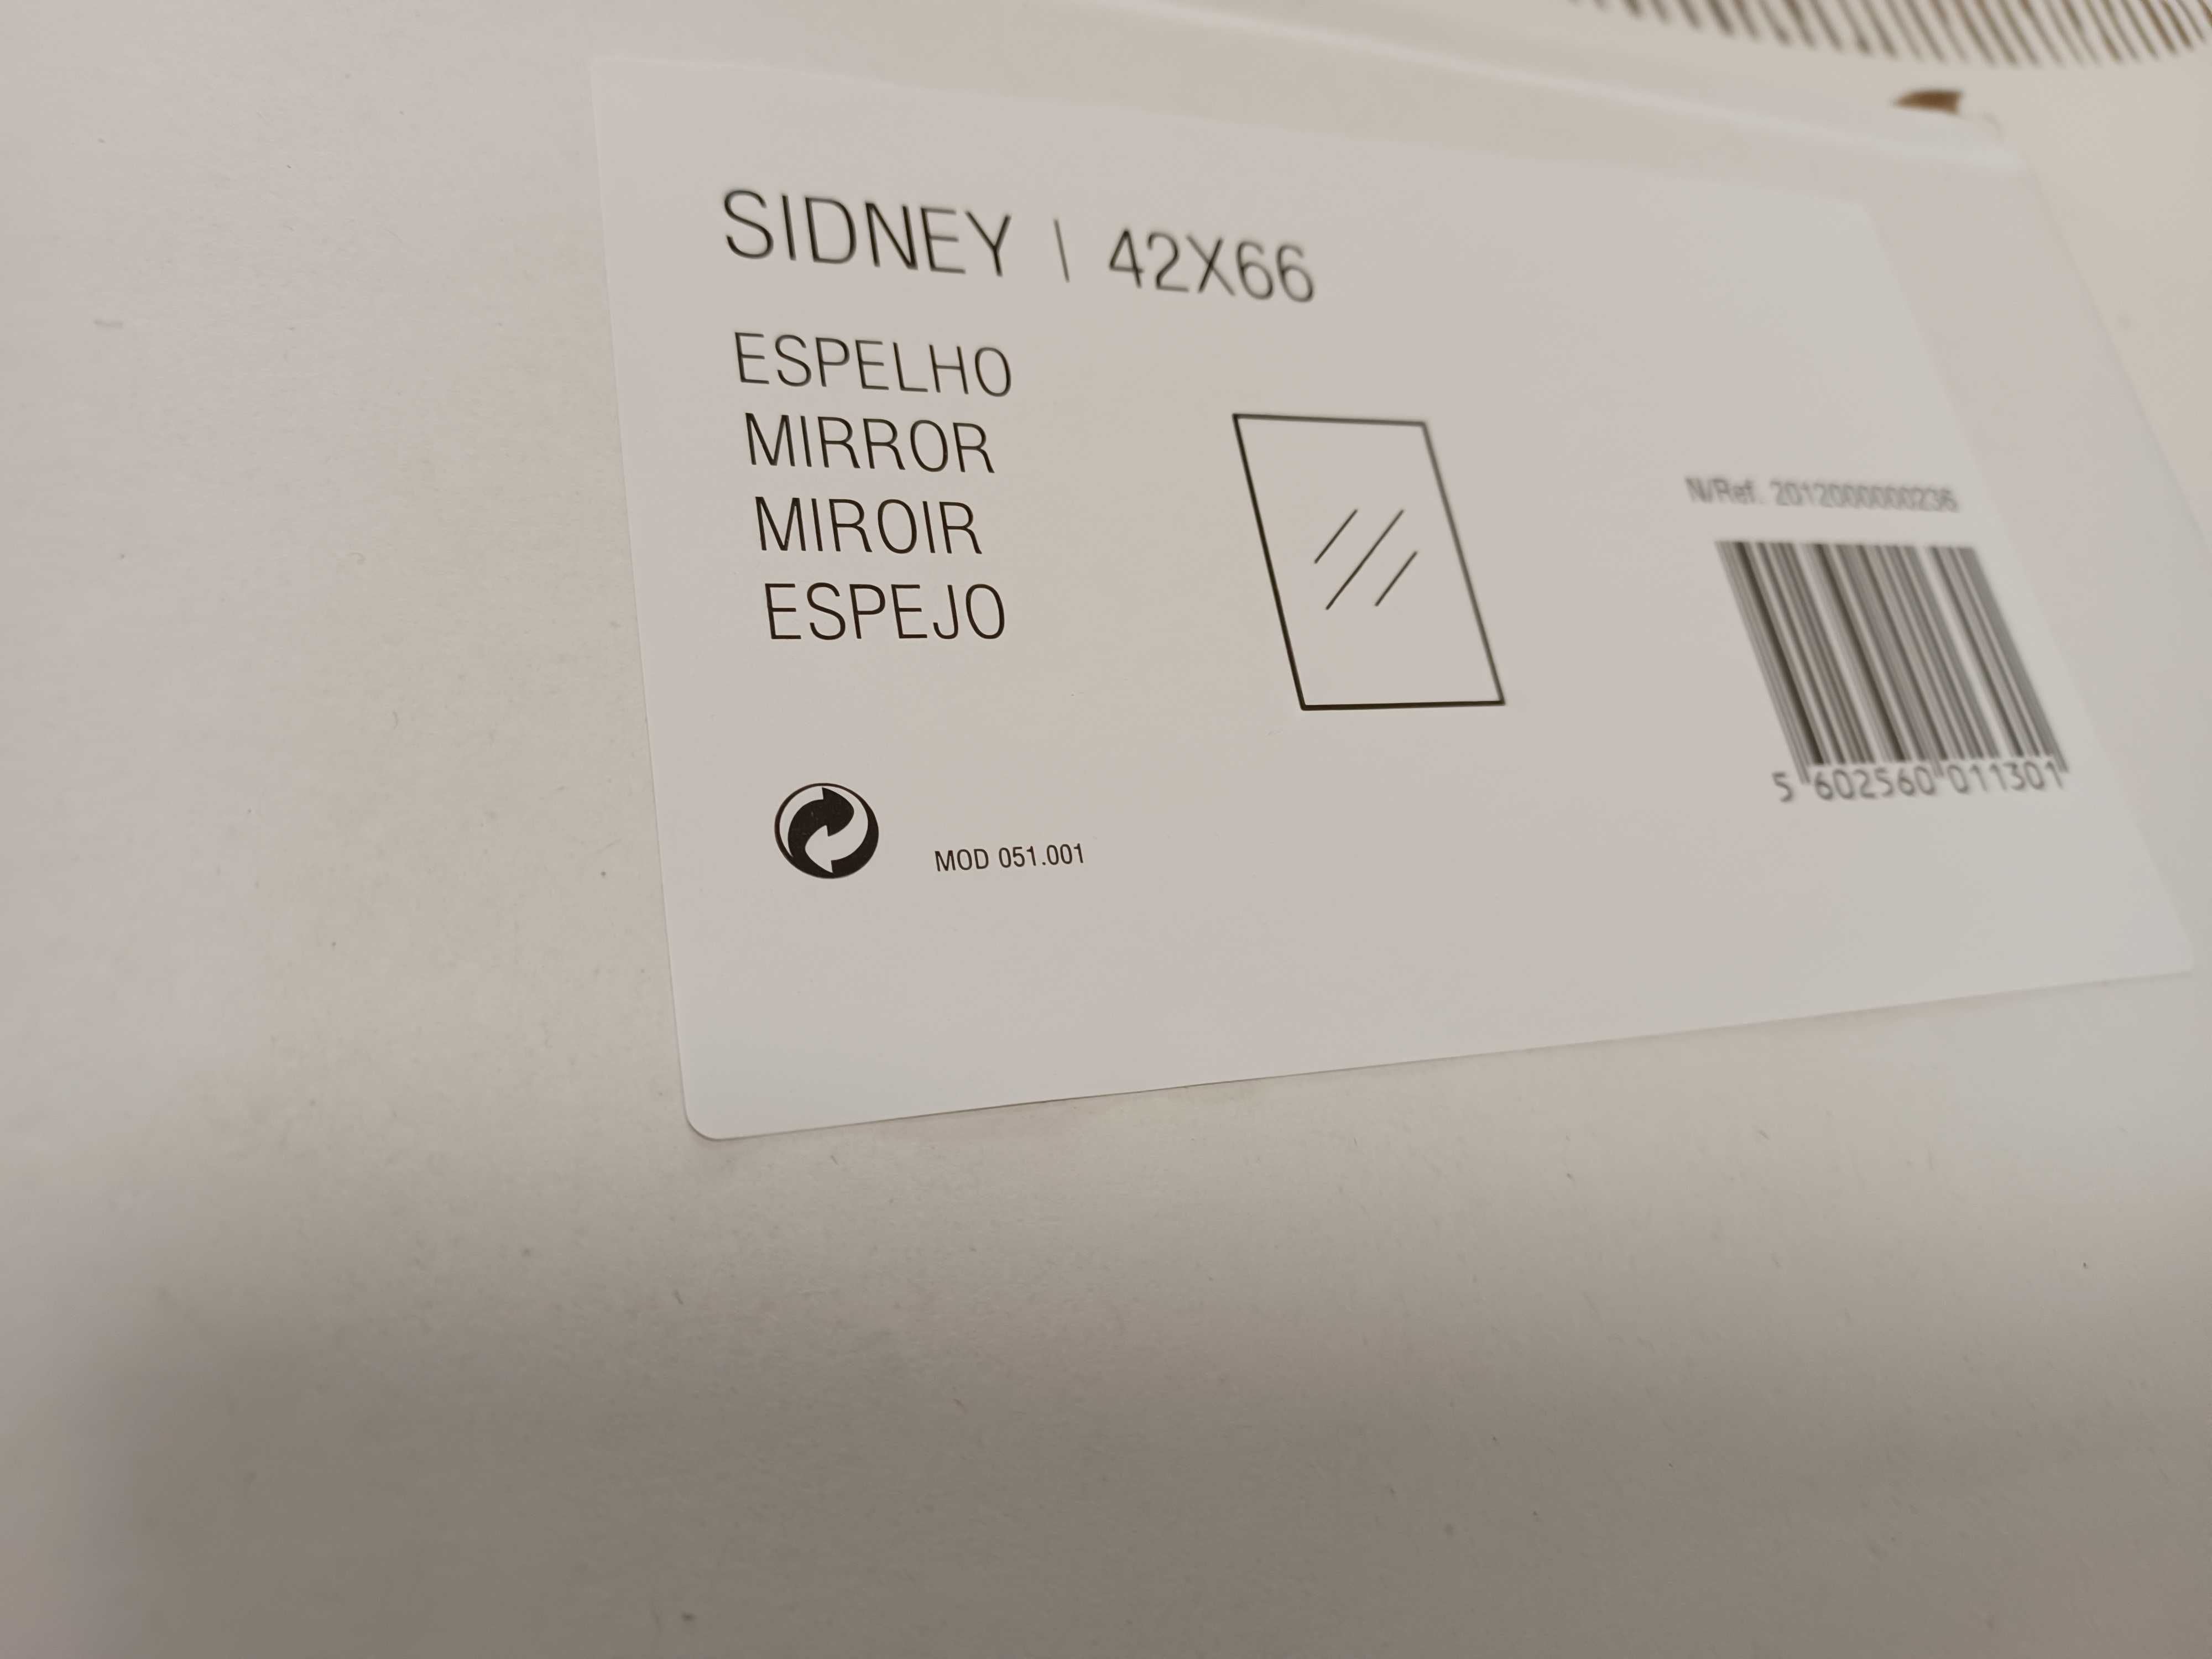 SIDNEY | 42X66
ESPELHO
MIRROR
MIROIR
ESPEJO
N/Ref. 2012000000236
5 602560 011301
MOD 051.001